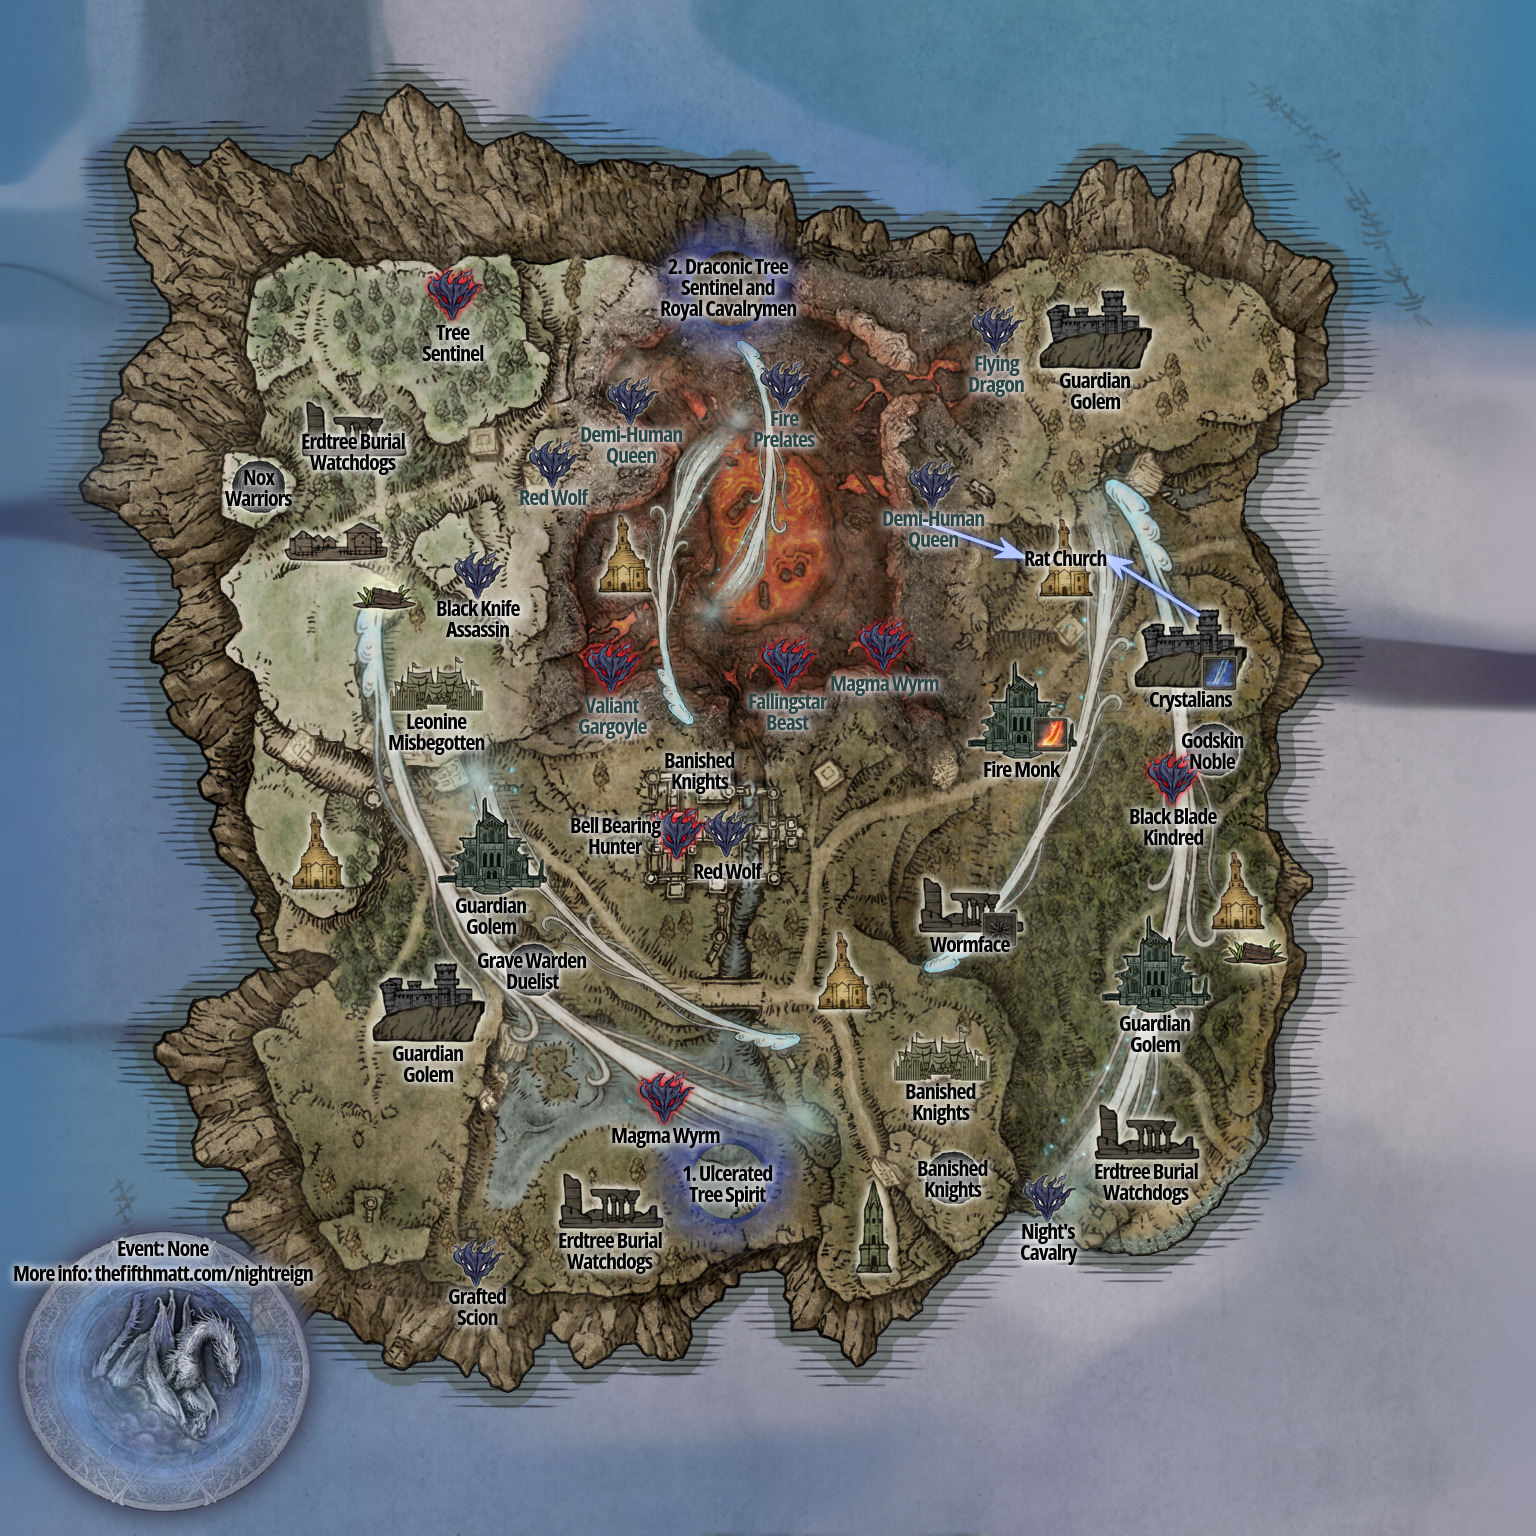 2. Draconic Tree
Sentinel and
Royal Cavalrymen
Tree
Sentinel
Flying
Dragon
Guardian
Golem
Demi-Human
Queen
Fire
Prelates
Erdtree Burial
Watchdogs
Nox
Warriors
Red Wolf
Demi-Human
Queen
Rat Church
Black Knife
Assassin
Crystalians
Leonine
Misbegotten
Valiant
Gargoyle
Fallingstar
Beast
Magma Wyrm
Godskin
Noble
Fire Monk
Banished
Knights
Black Blade
Kindred
Bell Bearing
Hunter
Red Wolf
Guardian
Golem
Wormface
Grave Warden
Duelist
Guardian
Golem
Guardian
Golem
Banished
Knights
Magma Wyrm
1. Ulcerated
Tree Spirit
Banished
Knights
Erdtree Burial
Watchdogs
Erdtree Burial
Watchdogs
Night's
Cavalry
Grafted
Scion
Event: None
More info: thefifthmatt.com/nightreign